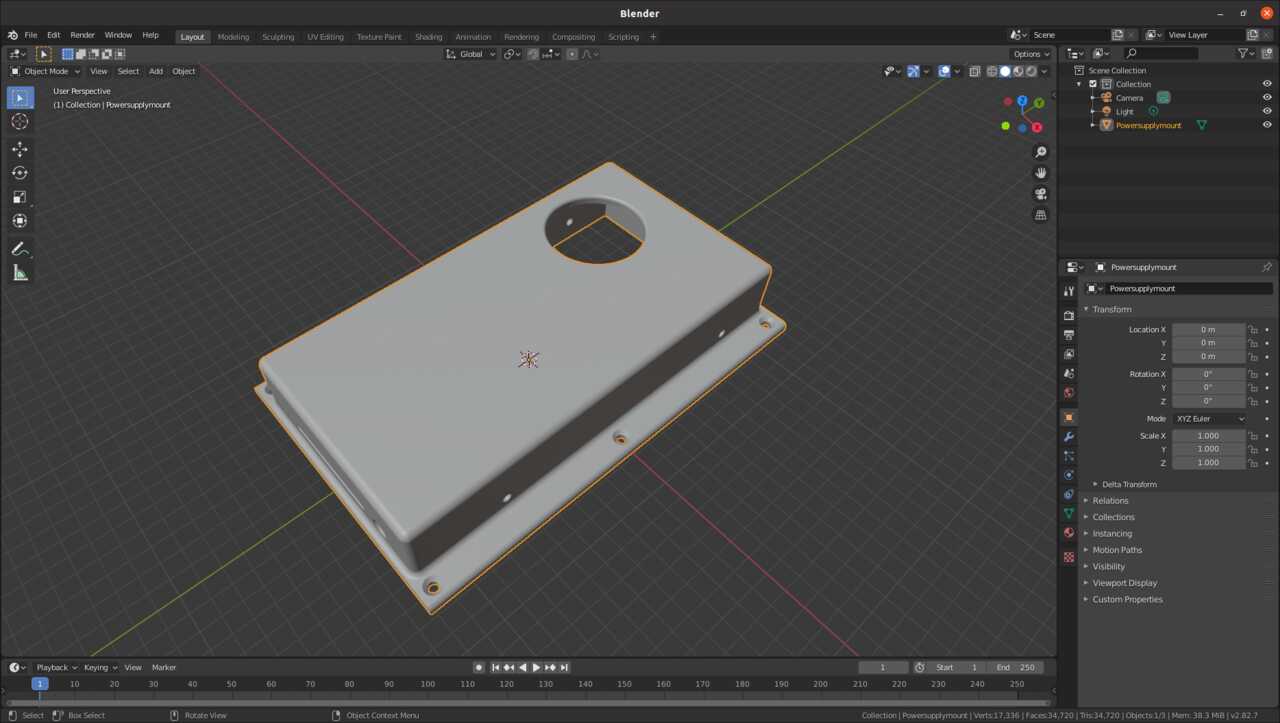 Blender
File Edit Render Window Help Layout Modeling Sculpting UV Editing Texture Paint Shading Animation Rendering Compositing Scripting + Scene View Layer
Global Options
Object Mode View Select Add Object
User Perspective
(1) Collection | Powersupplymount
Z
Y
X
Scene Collection
Collection
Camera
Light
Powersupplymount
Powersupplymount
Powersupplymount
Transform
Location X 0 m
Y 0 m
Z 0 m
Rotation X 0°
Y 0°
Z 0°
Mode XYZ Euler
Scale X 1.000
Y 1.000
Z 1.000
Delta Transform
Relations
Collections
Instancing
Motion Paths
Visibility
Viewport Display
Custom Properties
Playback Keying View Marker 1 Start 1 End 250
1 10 20 30 40 50 60 70 80 90 100 110 120 130 140 150 160 170 180 190 200 210 220 230 240 250
Select Box Select Rotate View Object Context Menu Collection | Powersupplymount | Verts:17,336 | Faces:34,720 | Tris:34,720 | Objects:1/3 | Mem: 38.3 MiB | v2.82.7